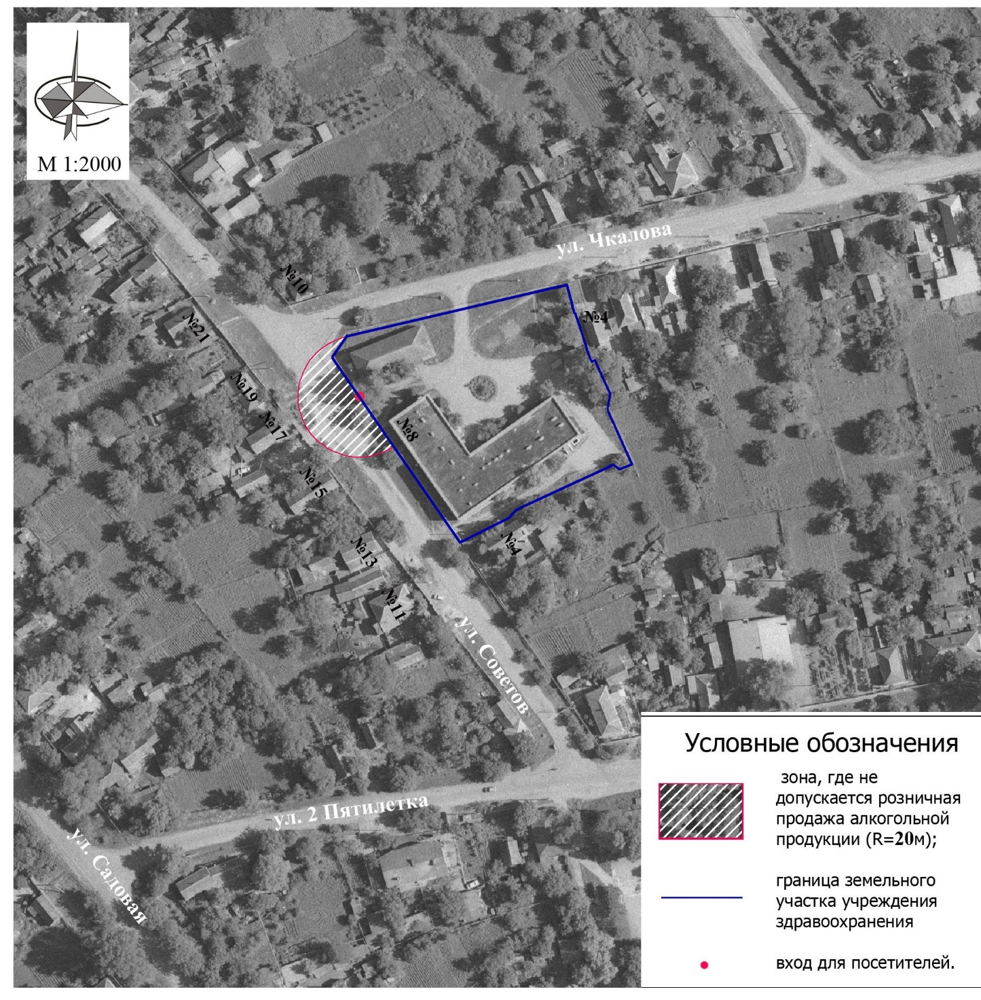 М 1:2000
ул. Чкалова
№10
№4
№21
№19
№17
№8
№15
№13
№4
№11
ул. Советов
ул. 2 Пятилетка
ул. Садовая
Условные обозначения
зона, где не
допускается розничная
продажа алкогольной
продукции (R=20м);
граница земельного
участка учреждения
здравоохранения
вход для посетителей.